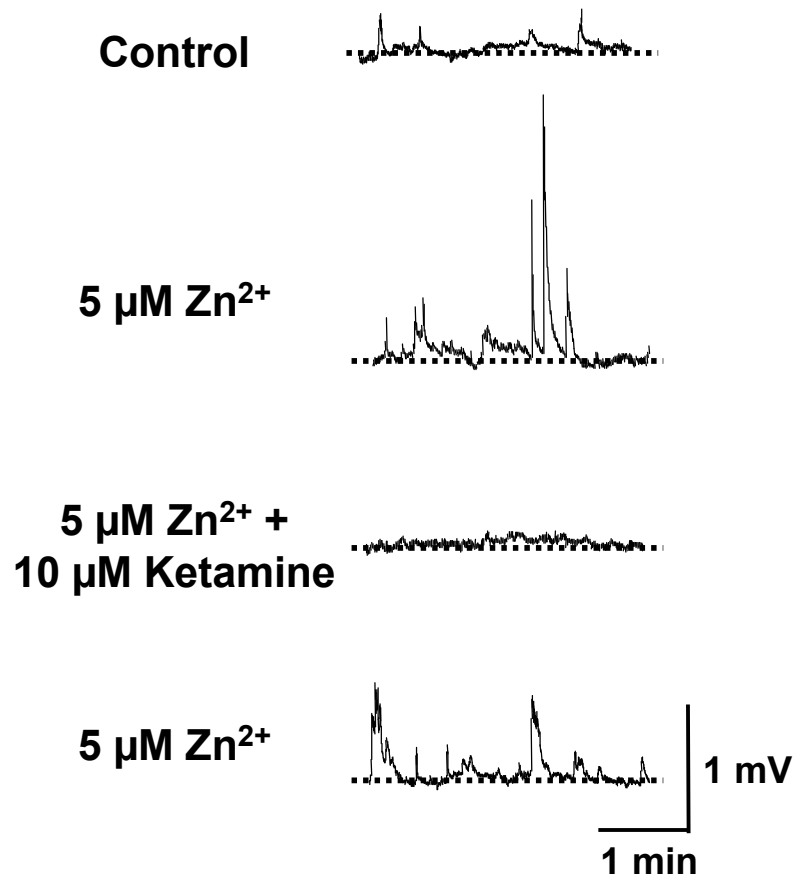 Control
5 µM Zn²⁺
5 µM Zn²⁺ +
10 µM Ketamine
5 µM Zn²⁺
1 mV
1 min